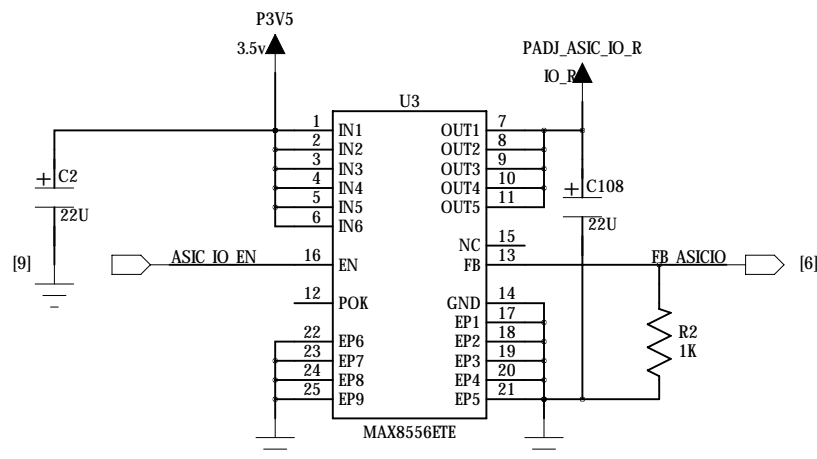 P3V5
3.5v
PADJ_ASIC_IO_R
IO_R
U3
1 IN1 OUT1 7
2 IN2 OUT2 8
3 IN3 OUT3 9
4 IN4 OUT4 10
5 IN5 OUT5 11
6 IN6
+ C2
22U
+ C108
22U
NC 15
[9] ASIC_IO_EN 16 EN FB 13 FB_ASICIO [6]
12 POK GND 14
EP1 17
22 EP6 EP2 18
23 EP7 EP3 19
24 EP8 EP4 20
25 EP9 EP5 21
R2
1K
MAX8556ETE